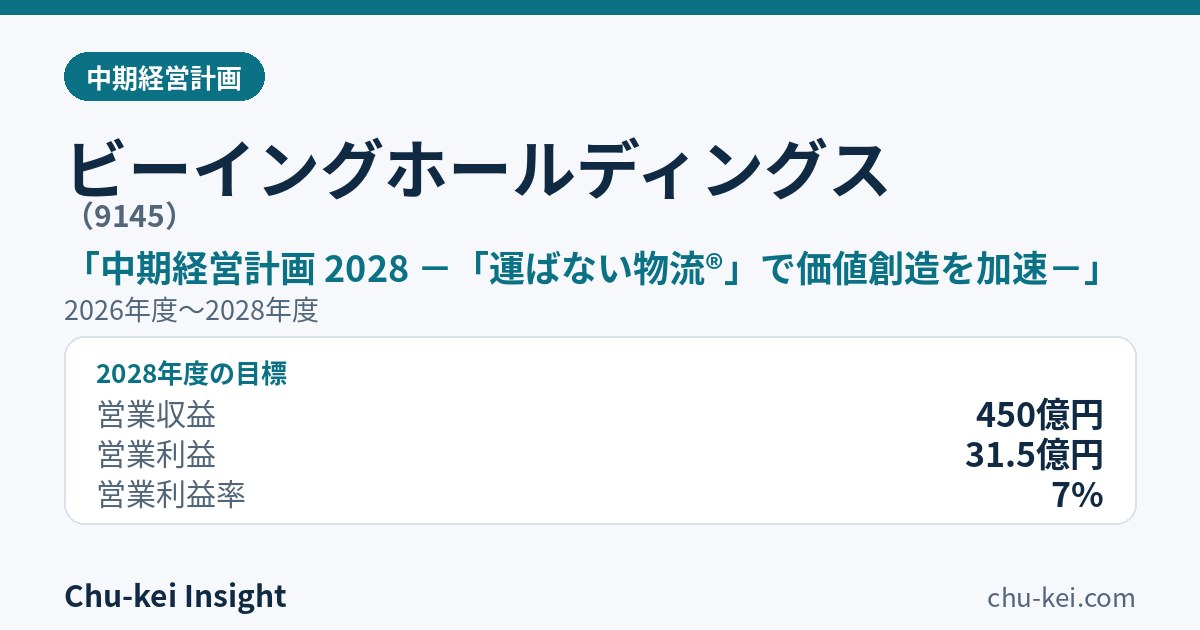 中期経営計画
ビーイングホールディングス
（9145）
「中期経営計画 2028 －「運ばない物流®」で価値創造を加速－」
2026年度～2028年度
2028年度の目標
営業収益 450億円
営業利益 31.5億円
営業利益率 7%
Chu-kei Insight chu-kei.com